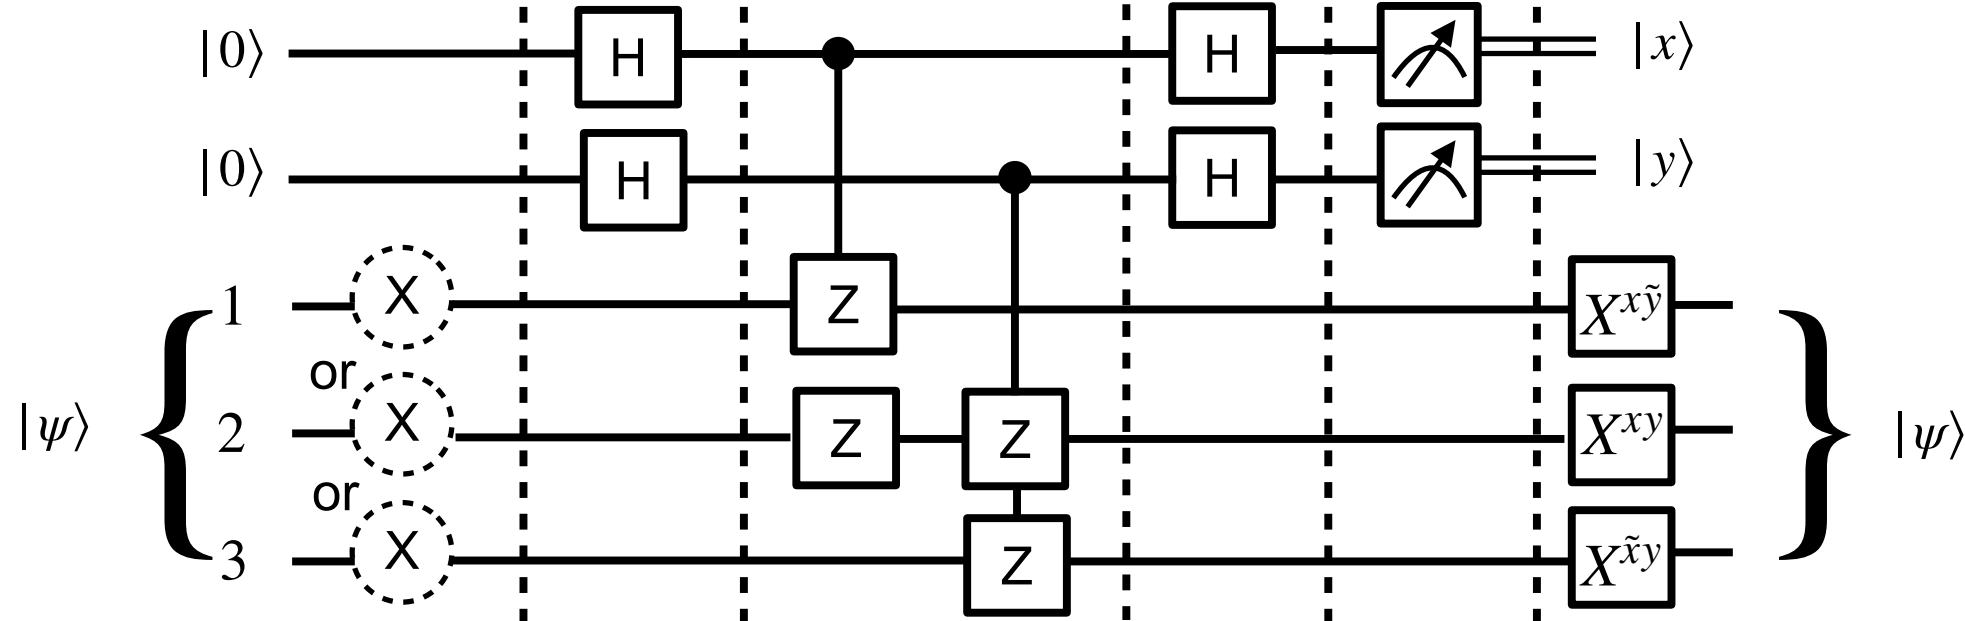 |0⟩ H H |x⟩
|0⟩ H H |y⟩
1 X Z X^{xỹ}
or
|ψ⟩ 2 X Z Z X^{xy} |ψ⟩
or
3 X Z X^{x̃y}